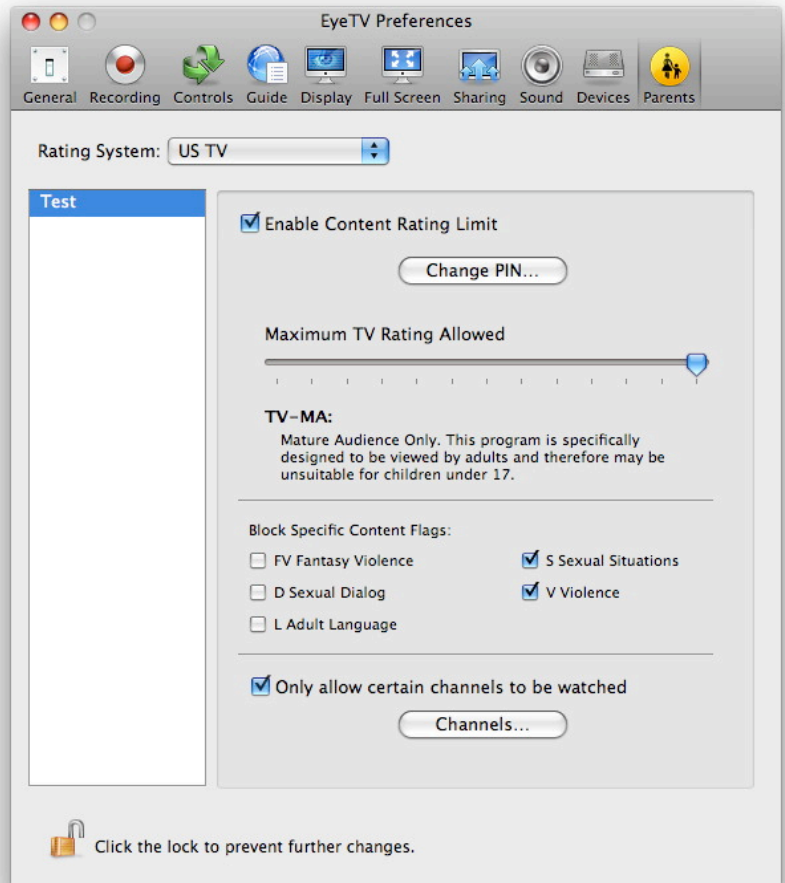 EyeTV Preferences
General Recording Controls Guide Display Full Screen Sharing Sound Devices Parents
Rating System: US TV
Test
Enable Content Rating Limit
Change PIN...
Maximum TV Rating Allowed
TV-MA:
Mature Audience Only. This program is specifically
designed to be viewed by adults and therefore may be
unsuitable for children under 17.
Block Specific Content Flags:
FV Fantasy Violence S Sexual Situations
D Sexual Dialog V Violence
L Adult Language
Only allow certain channels to be watched
Channels...
Click the lock to prevent further changes.